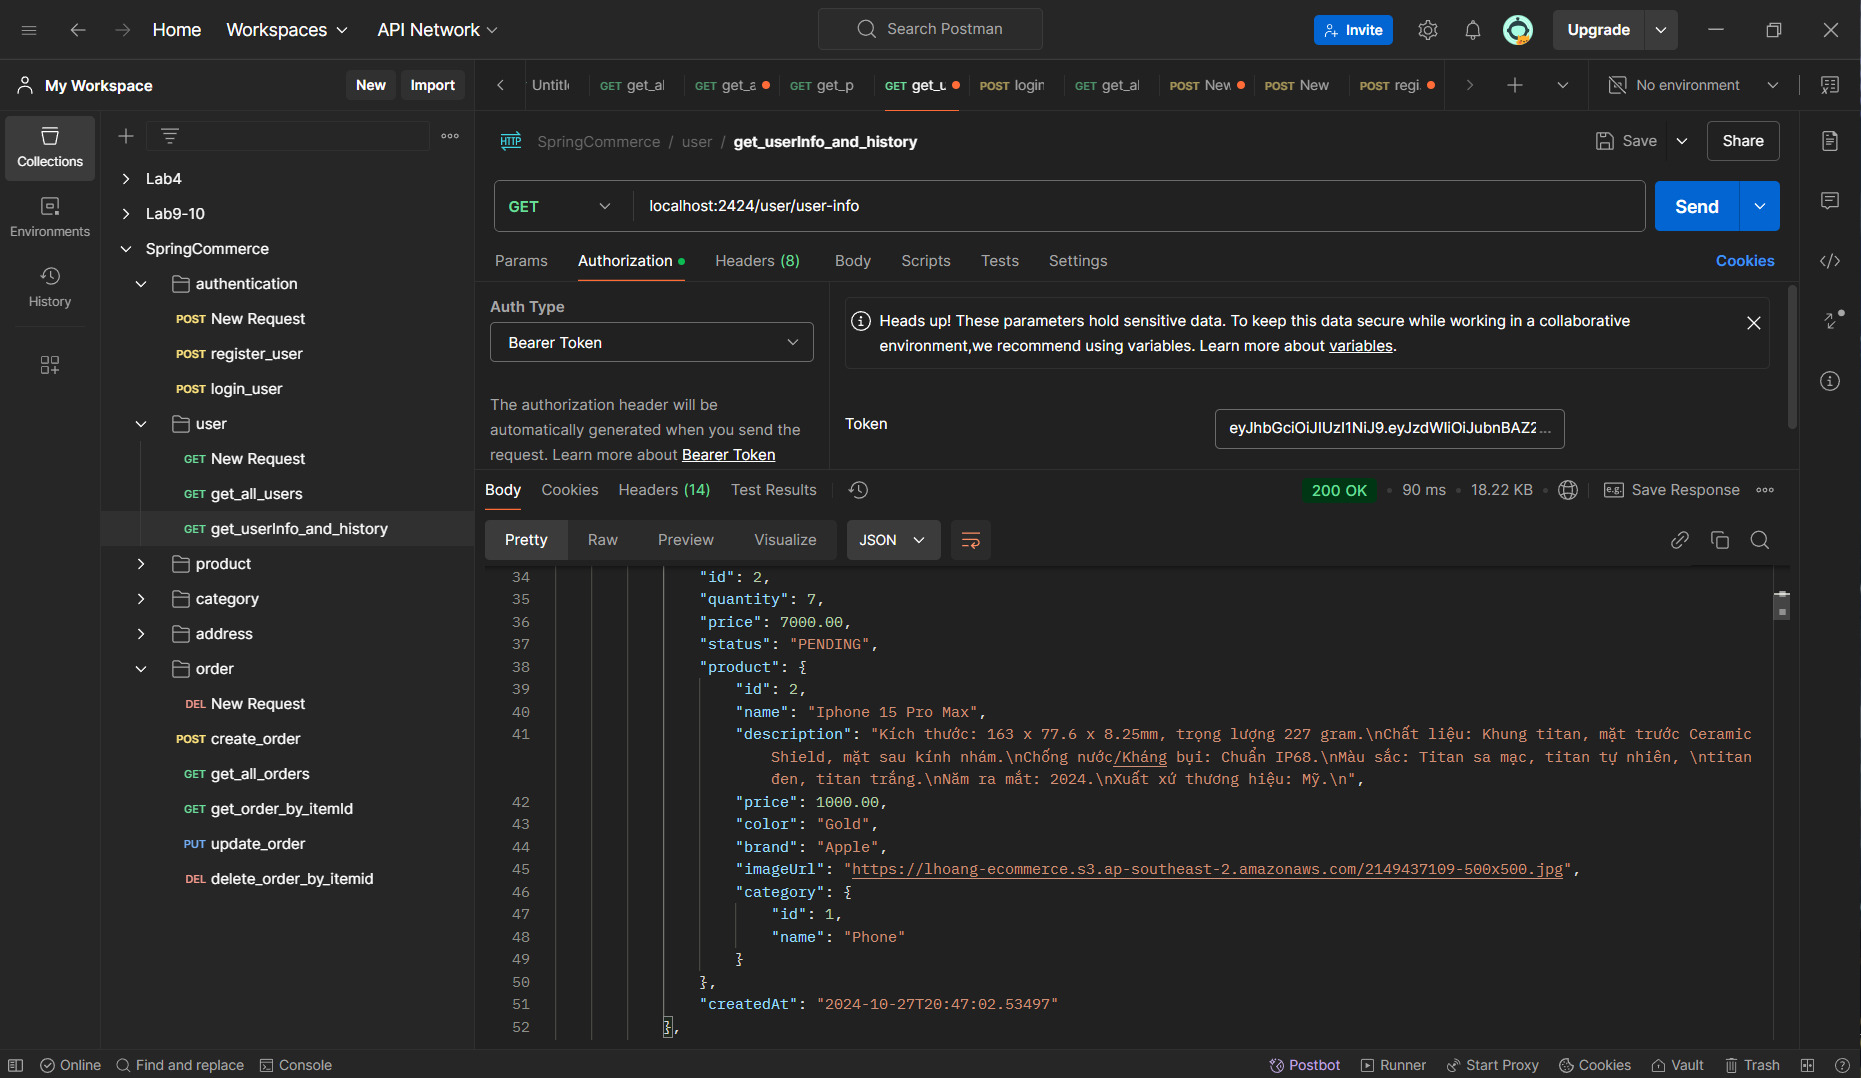 Home Workspaces API Network Search Postman Invite Upgrade
My Workspace New Import
Untitle GET get_al GET get_a GET get_p GET get_u POST login POST New POST New POST regi No environment
Collections
Environments
History
Lab4
Lab9-10
SpringCommerce
authentication
POST New Request
POST register_user
POST login_user
user
GET New Request
GET get_all_users
GET get_userInfo_and_history
product
category
address
order
DEL New Request
POST create_order
GET get_all_orders
GET get_order_by_itemId
PUT update_order
DEL delete_order_by_itemid
HTTP SpringCommerce / user / get_userInfo_and_history Save Share
GET localhost:2424/user/user-info Send
Params Authorization Headers (8) Body Scripts Tests Settings Cookies
Auth Type
Bearer Token
The authorization header will be
automatically generated when you send the
request. Learn more about Bearer Token
Heads up! These parameters hold sensitive data. To keep this data secure while working in a collaborative
environment,we recommend using variables. Learn more about variables.
Token eyJhbGciOiJIUzI1NiJ9.eyJzdWIiOiJubnBAZ2...
Body Cookies Headers (14) Test Results 200 OK • 90 ms • 18.22 KB • e.g. Save Response
Pretty Raw Preview Visualize JSON
34 "id": 2,
35 "quantity": 7,
36 "price": 7000.00,
37 "status": "PENDING",
38 "product": {
39 "id": 2,
40 "name": "Iphone 15 Pro Max",
41 "description": "Kích thước: 163 x 77.6 x 8.25mm, trọng lượng 227 gram.\nChất liệu: Khung titan, mặt trước Ceramic
Shield, mặt sau kính nhám.\nChống nước/Kháng bụi: Chuẩn IP68.\nMàu sắc: Titan sa mạc, titan tự nhiên, \ntitan
đen, titan trắng.\nNăm ra mắt: 2024.\nXuất xứ thương hiệu: Mỹ.\n",
42 "price": 1000.00,
43 "color": "Gold",
44 "brand": "Apple",
45 "imageUrl": "https://lhoang-ecommerce.s3.ap-southeast-2.amazonaws.com/2149437109-500x500.jpg",
46 "category": {
47 "id": 1,
48 "name": "Phone"
49 }
50 },
51 "createdAt": "2024-10-27T20:47:02.53497"
52 },
Online Find and replace Console Postbot Runner Start Proxy Cookies Vault Trash